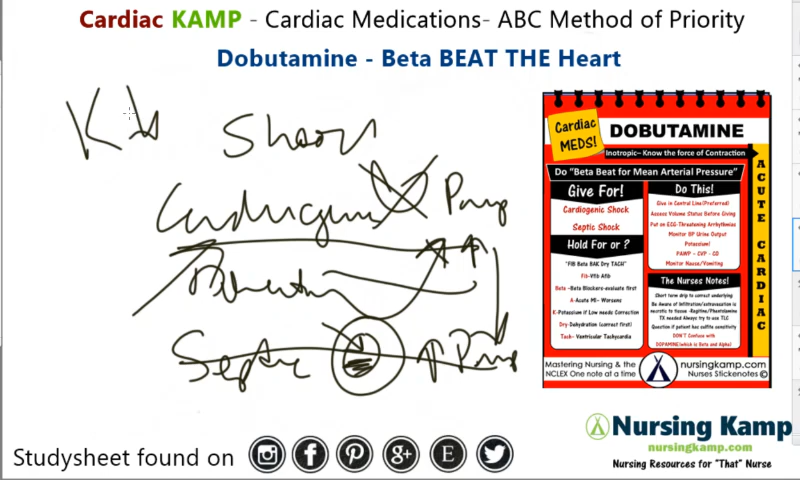 Cardiac KAMP - Cardiac Medications- ABC Method of Priority
Dobutamine - Beta BEAT THE Heart
Shock
Cardiogenic Pump
Septic Pump
Cardiac MEDS!
DOBUTAMINE
Inotropic- Know the force of Contraction
Do "Beta Beat for Mean Arterial Pressure"
Give For!
Cardiogenic Shock
Septic Shock
Hold For or ?
"FIB Beta BAK Dry TACH"
Fib-Vfib Afib
Beta -Beta Blockers-evaluate first
A-Acute MI- Worsens
K-Potassium if Low needs Correction
Dry-Dehydration (correct first)
Tach- Ventricular Tachycardia
Do This!
Give in Central Line(Preferred)
Assess Volume Status Before Giving
Put on ECG-Threatening Arrhythmias
Monitor BP Urine Output
Potassium!
PAWP - CVP - CO
Monitor Nausea/Vomiting
The Nurses Notes!
Short term drip to correct underlying
Be Aware of Infiltration/extravasation is
necrotic to tissue -Regitine/Phentolamine
TX needed Always try to use TLC
Question if patient has sulfite sensitivity
DON'T Confuse with
DOPAMINE(which is Beta and Alpha)
ACUTE CARDIAC
Mastering Nursing & the
NCLEX One note at a time
nursingkamp.com
Nurses Stickenotes ©
Nursing Kamp
nursingkamp.com
Nursing Resources for "That" Nurse
Studysheet found on